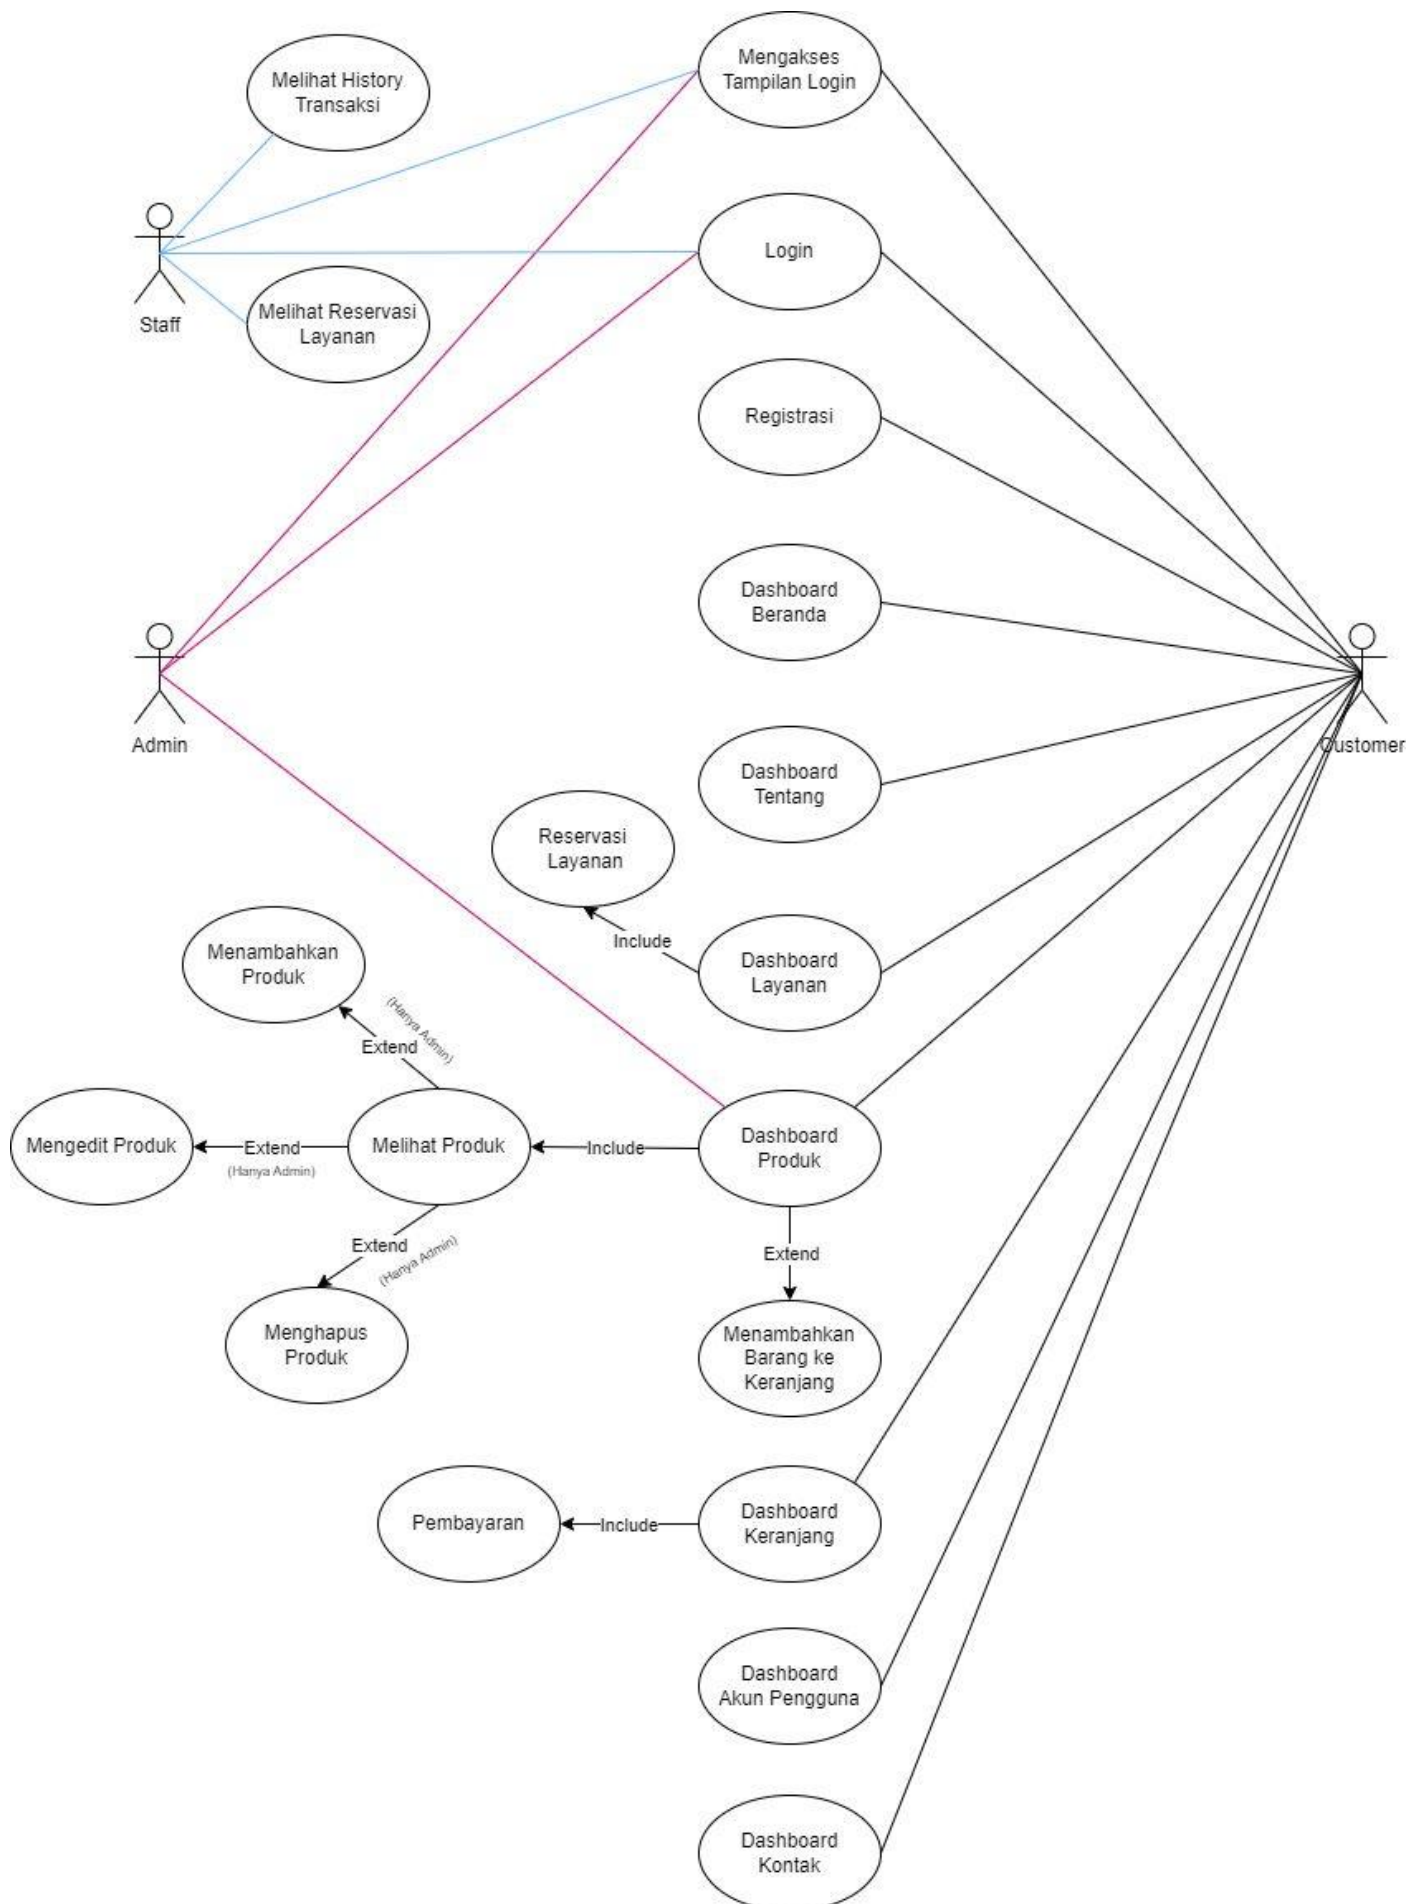 Mengakses
Tampilan Login
Melihat History
Transaksi
Login
Staff
Melihat Reservasi
Layanan
Registrasi
Dashboard
Beranda
Admin
Customer
Dashboard
Tentang
Reservasi
Layanan
Include
Dashboard
Layanan
Menambahkan
Produk
(Hanya Admin)
Extend
Mengedit Produk
Extend
(Hanya Admin)
Melihat Produk
Include
Dashboard
Produk
Extend
(Hanya Admin)
Extend
Menghapus
Produk
Menambahkan
Barang ke
Keranjang
Pembayaran
Include
Dashboard
Keranjang
Dashboard
Akun Pengguna
Dashboard
Kontak